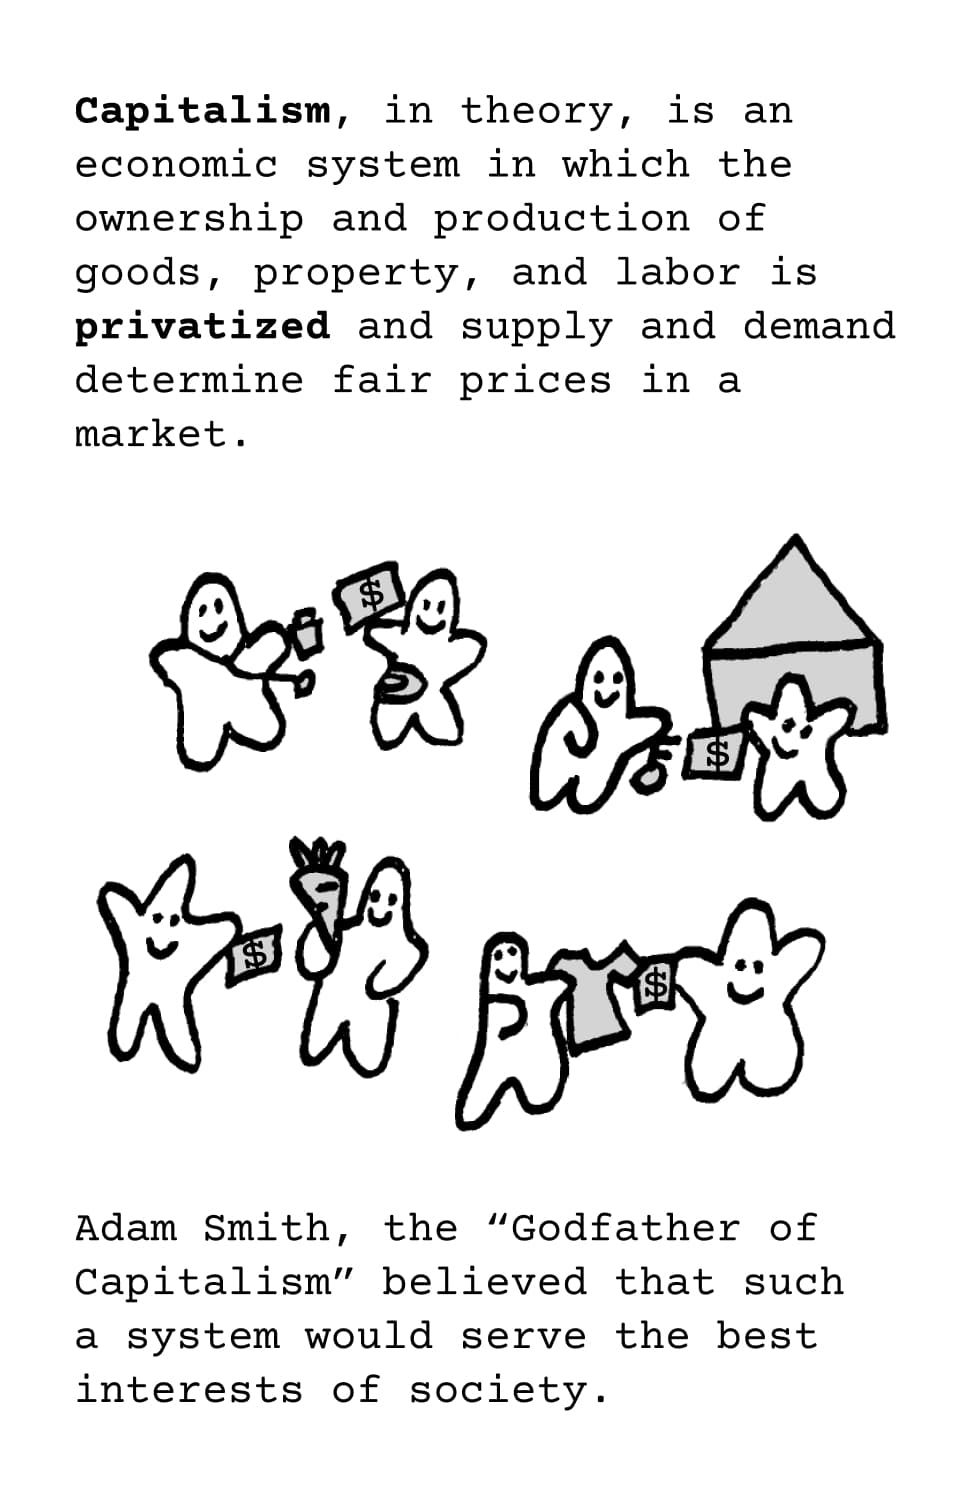 Capitalism, in theory, is an
economic system in which the
ownership and production of
goods, property, and labor is
privatized and supply and demand
determine fair prices in a
market.
$
$
$
$
Adam Smith, the “Godfather of
Capitalism” believed that such
a system would serve the best
interests of society.